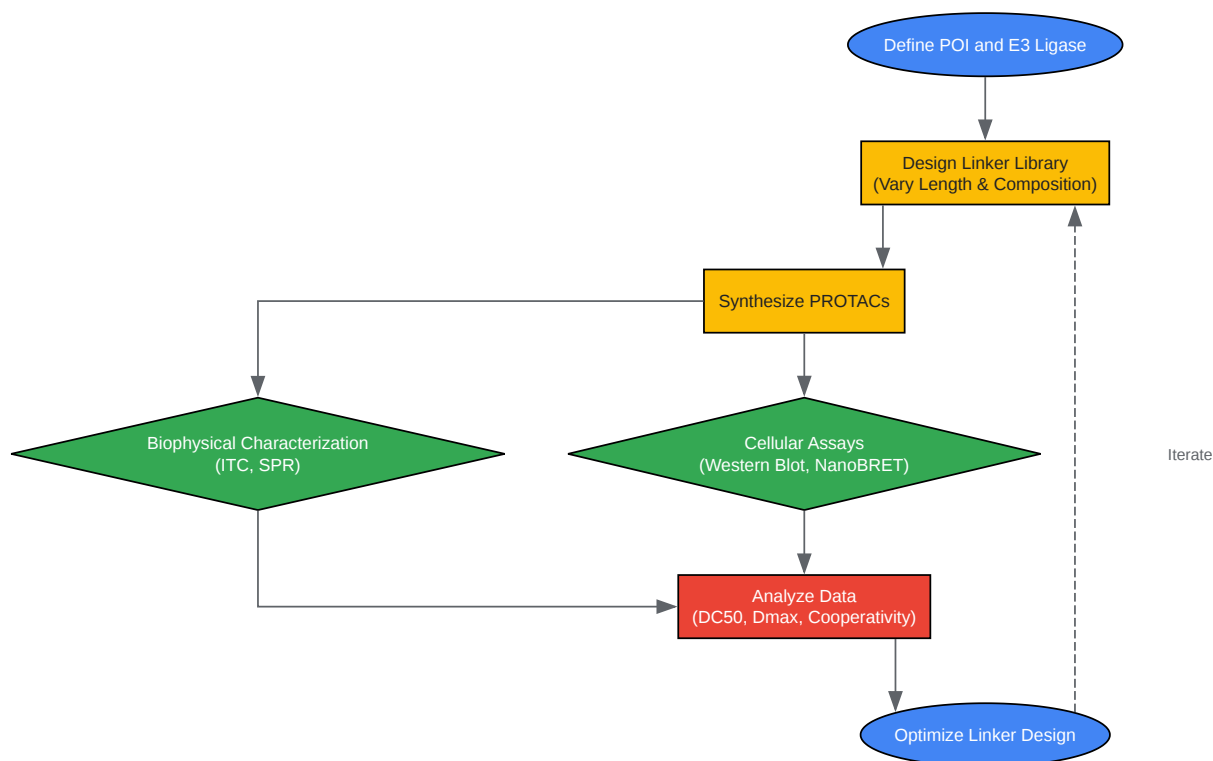 Define POI and E3 Ligase
Design Linker Library
(Vary Length & Composition)
Synthesize PROTACs
Biophysical Characterization
(ITC, SPR)
Cellular Assays
(Western Blot, NanoBRET)
Iterate
Analyze Data
(DC50, Dmax, Cooperativity)
Optimize Linker Design